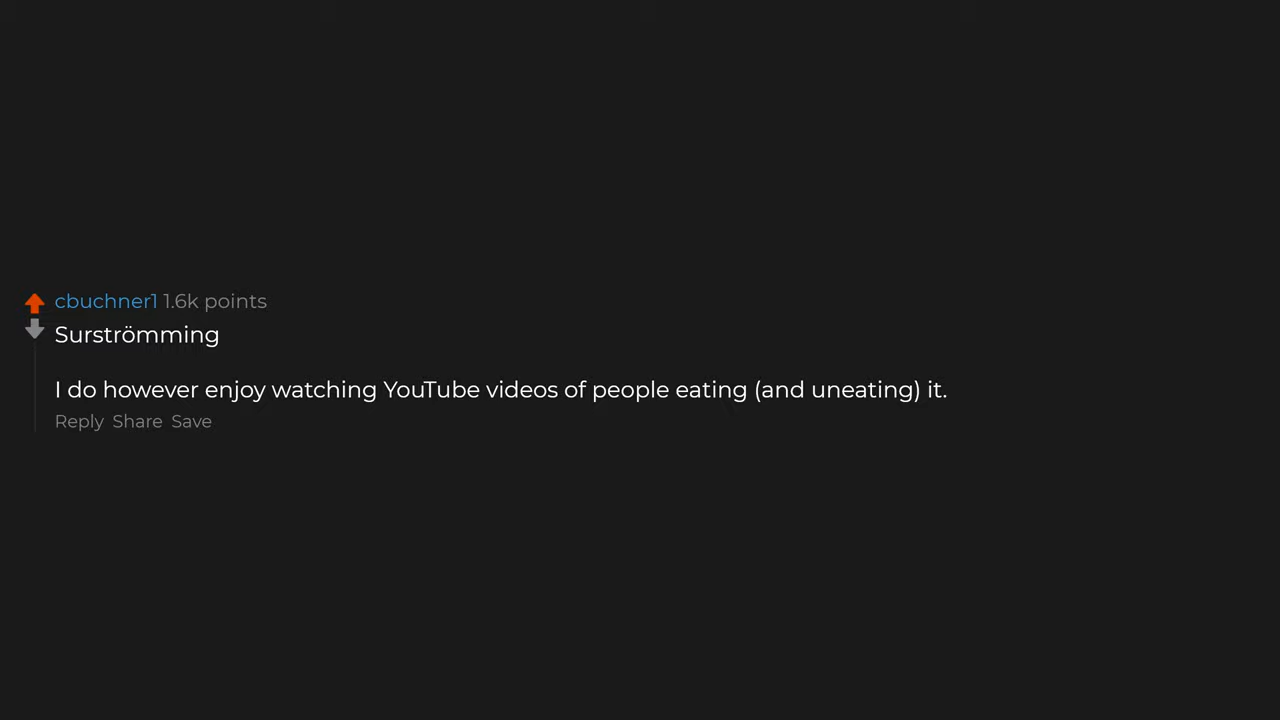 cbuchner1 1.6k points
Surströmming
I do however enjoy watching YouTube videos of people eating (and uneating) it.
Reply Share Save